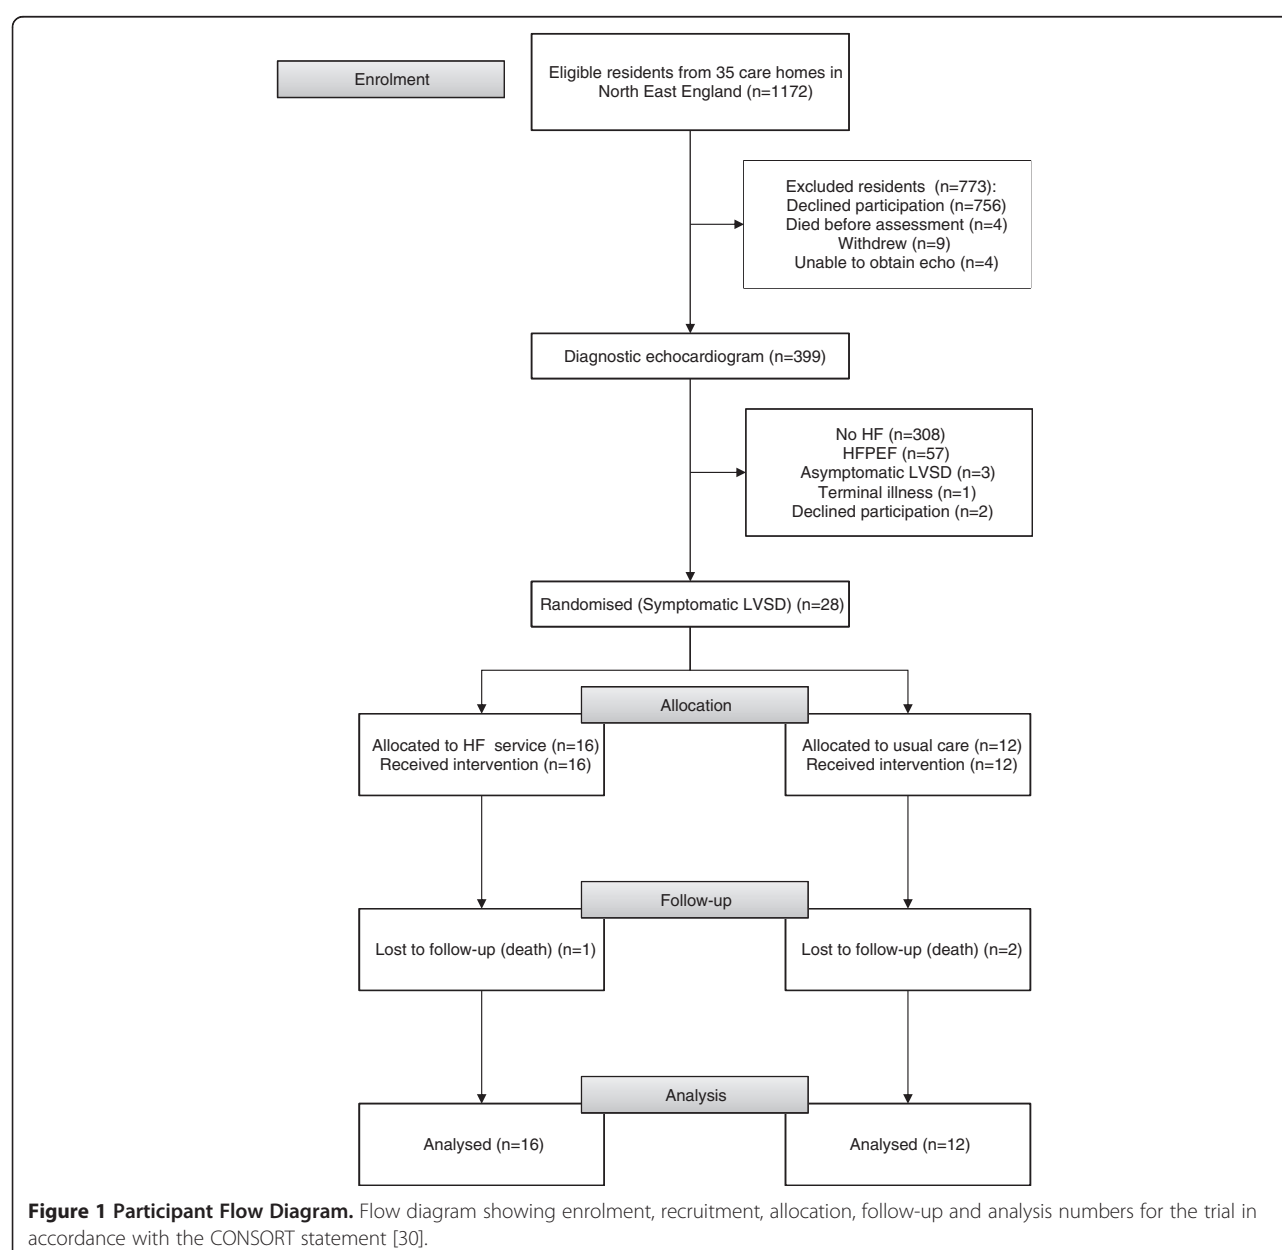 Enrolment
Eligible residents from 35 care homes in
North East England (n=1172)
Excluded residents (n=773):
Declined participation (n=756)
Died before assessment (n=4)
Withdrew (n=9)
Unable to obtain echo (n=4)
Diagnostic echocardiogram (n=399)
No HF (n=308)
HFPEF (n=57)
Asymptomatic LVSD (n=3)
Terminal illness (n=1)
Declined participation (n=2)
Randomised (Symptomatic LVSD) (n=28)
Allocation
Allocated to HF service (n=16)
Received intervention (n=16)
Allocated to usual care (n=12)
Received intervention (n=12)
Follow-up
Lost to follow-up (death) (n=1)
Lost to follow-up (death) (n=2)
Analysis
Analysed (n=16)
Analysed (n=12)
Figure 1 Participant Flow Diagram. Flow diagram showing enrolment, recruitment, allocation, follow-up and analysis numbers for the trial in
accordance with the CONSORT statement [30].